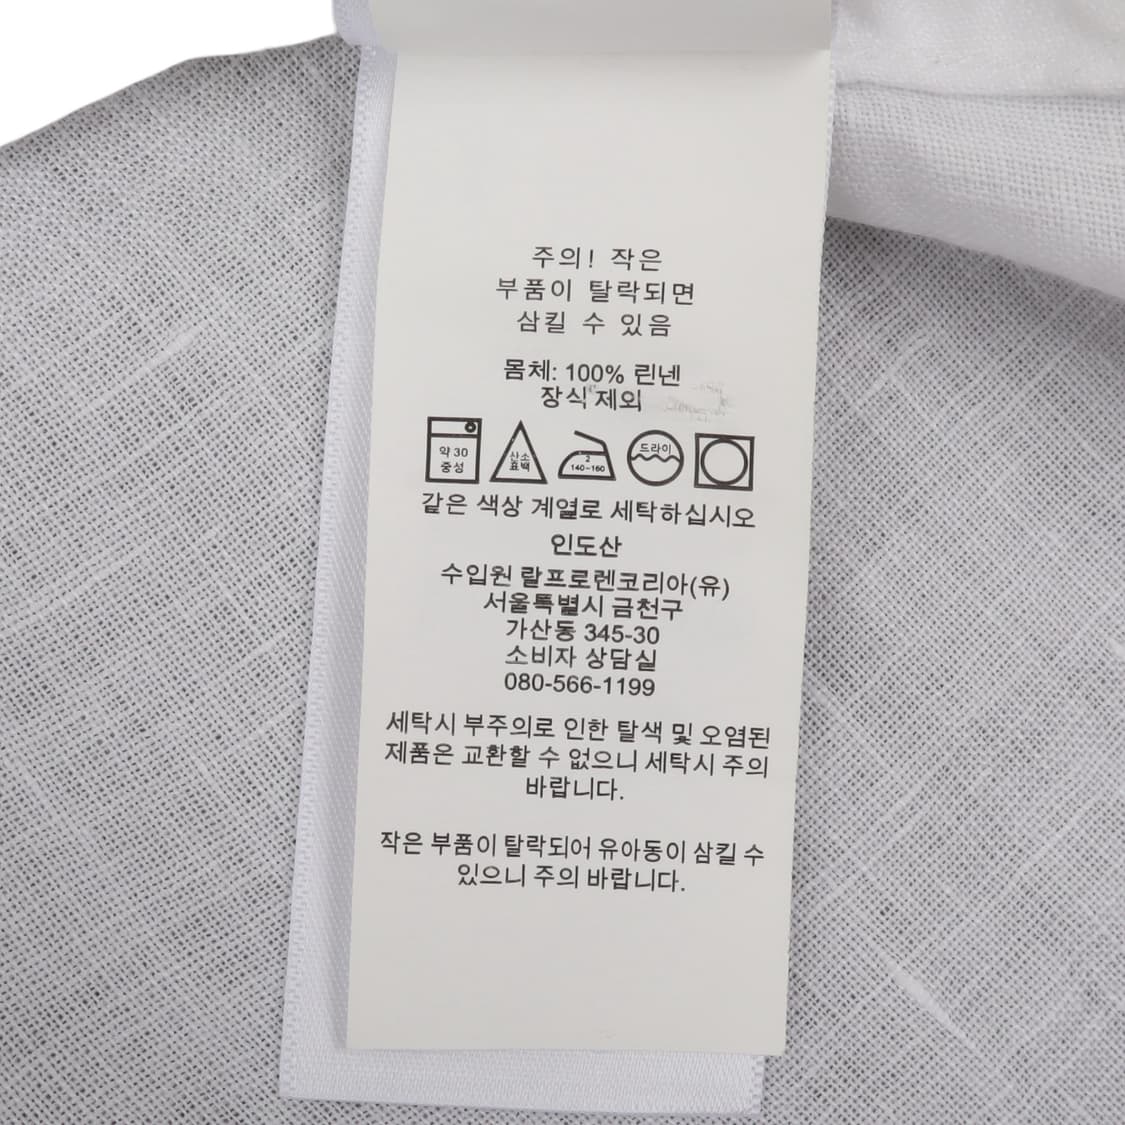 주의! 작은
부품이 탈락되면
삼킬 수 있음
몸체: 100% 린넨
장식 제외
약 30
중성
산소
표백
2
140-160
드라이
같은 색상 계열로 세탁하십시오
인도산
수입원 랄프로렌코리아(유)
서울특별시 금천구
가산동 345-30
소비자 상담실
080-566-1199
세탁시 부주의로 인한 탈색 및 오염된
제품은 교환할 수 없으니 세탁시 주의
바랍니다.
작은 부품이 탈락되어 유아동이 삼킬 수
있으니 주의 바랍니다.